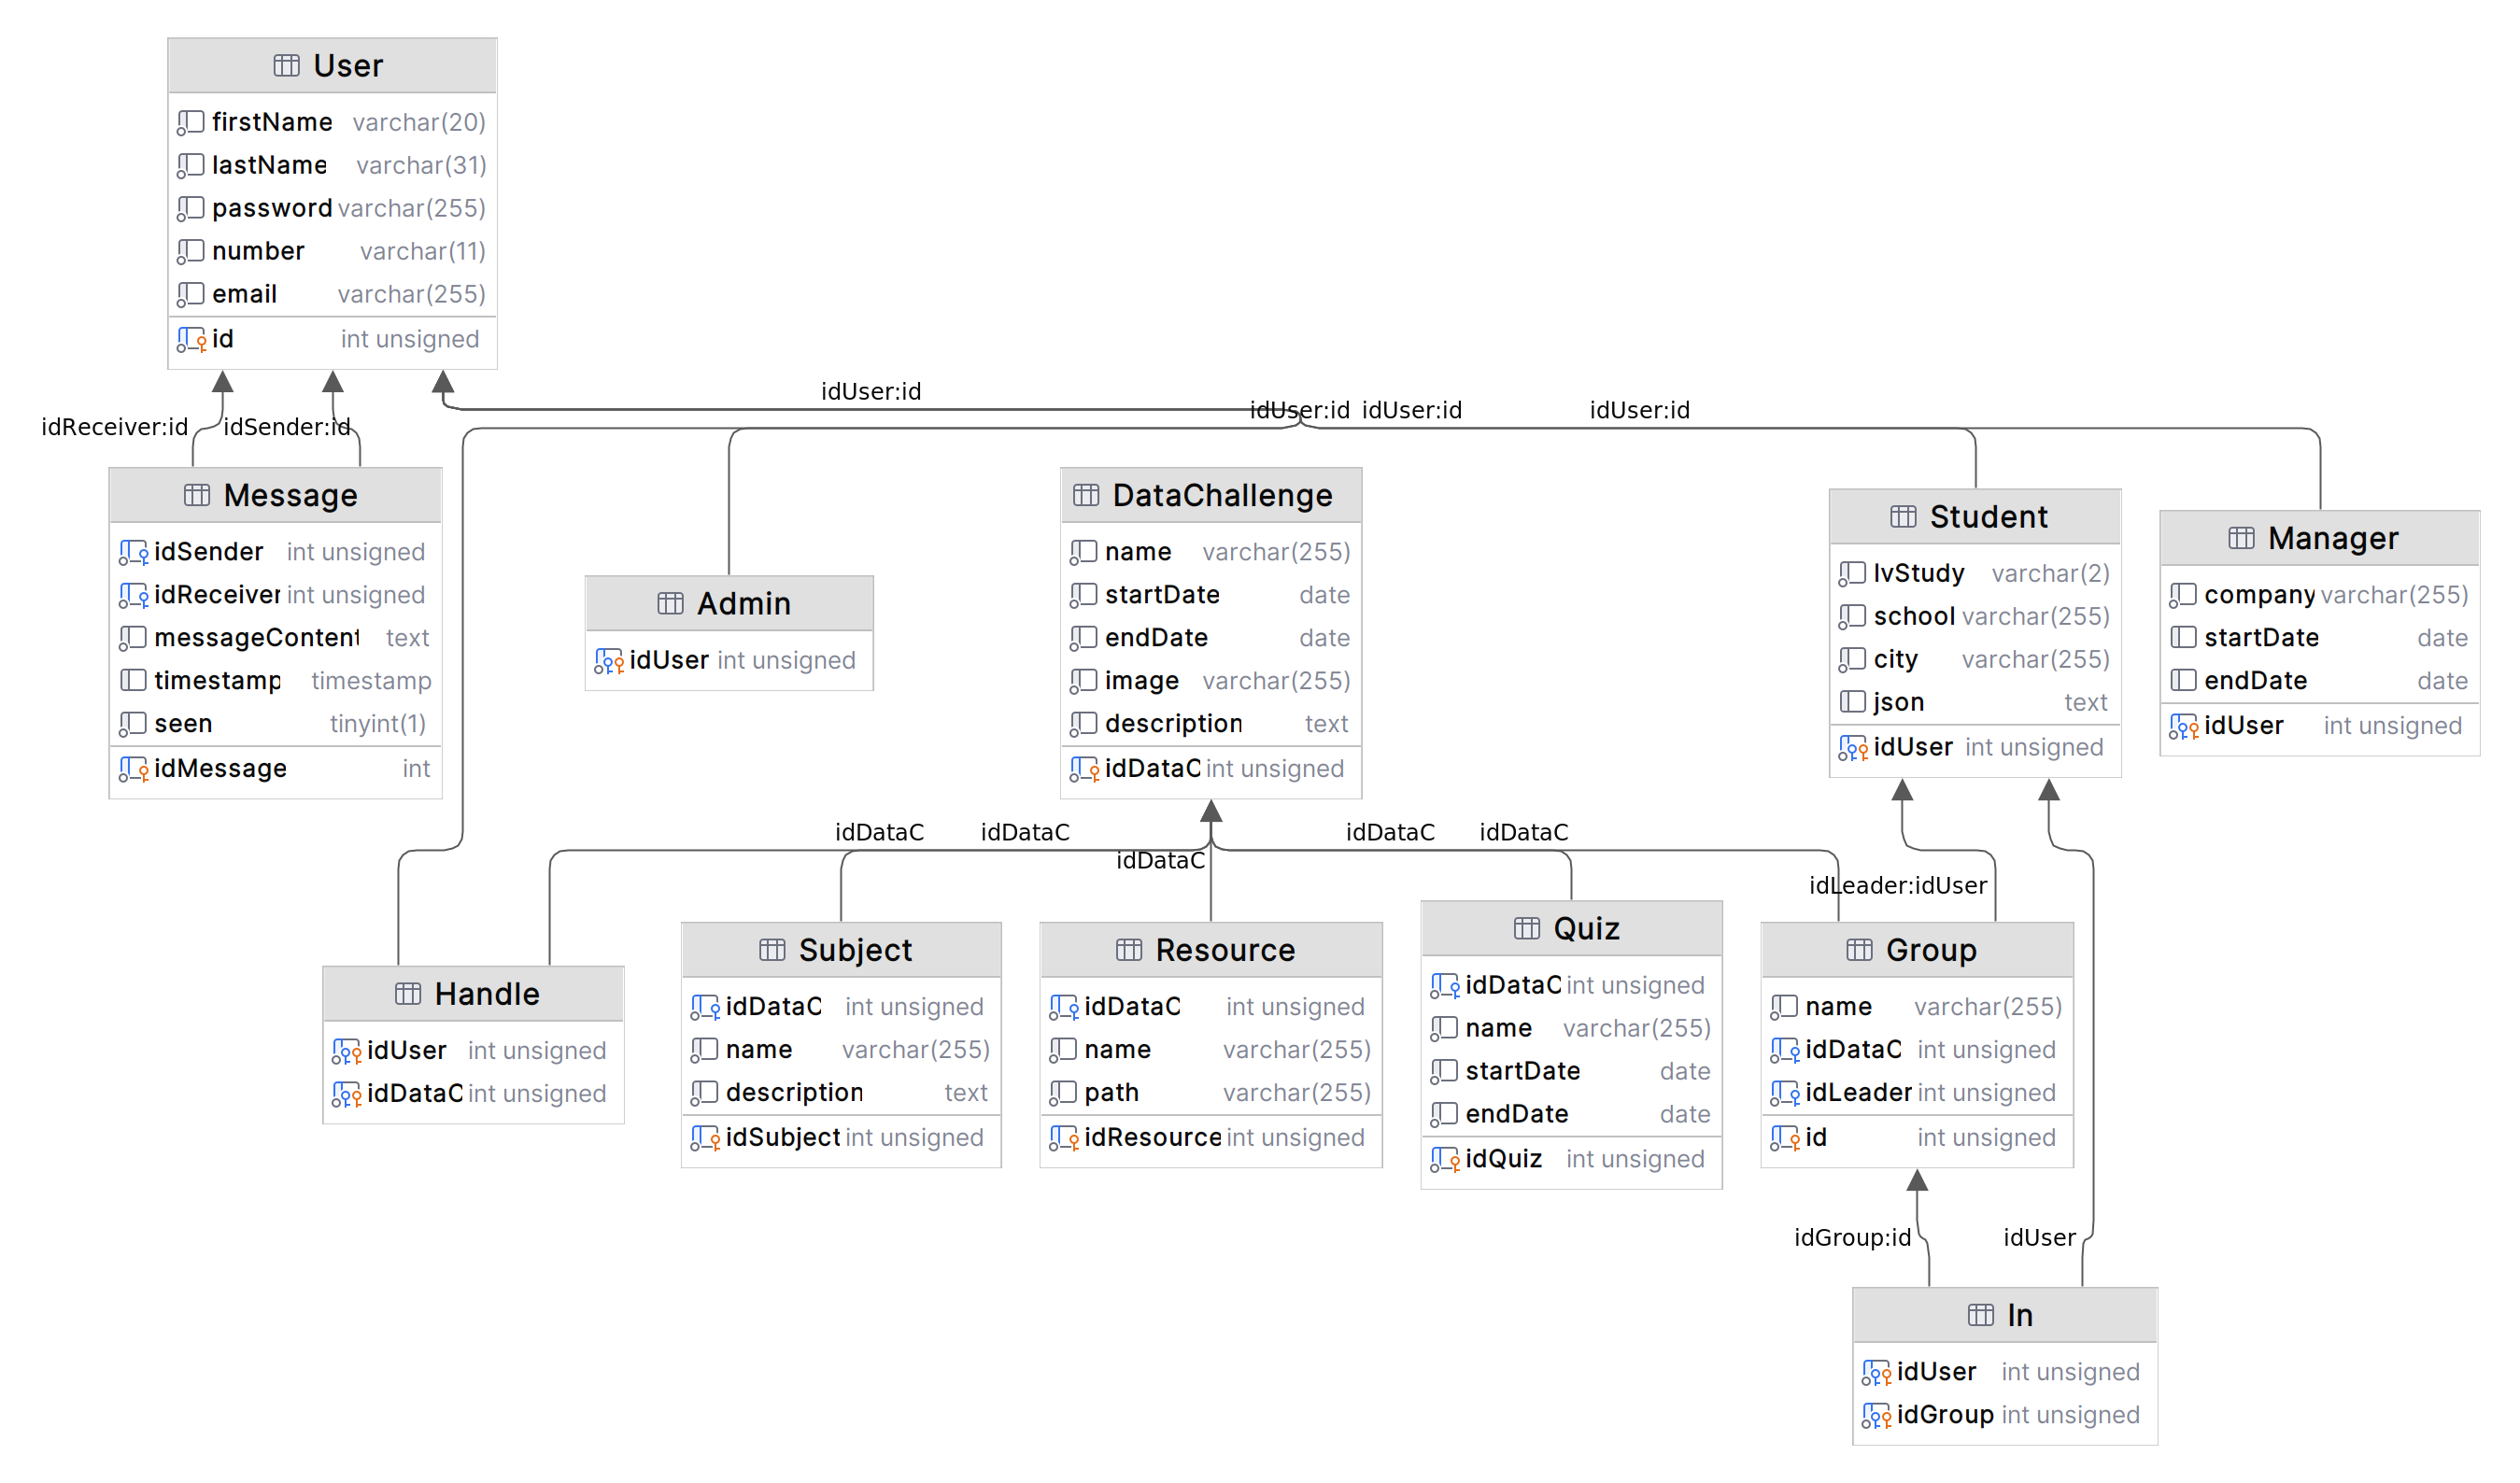 User
firstName varchar(20)
lastName varchar(31)
password varchar(255)
number varchar(11)
email varchar(255)
id int unsigned
idUser:id
idUser:id idUser:id idUser:id
idReceiver:id idSender:id
Message
idSender int unsigned
idReceiver int unsigned
messageContent text
timestamp timestamp
seen tinyint(1)
idMessage int
Admin
idUser int unsigned
DataChallenge
name varchar(255)
startDate date
endDate date
image varchar(255)
description text
idDataC int unsigned
Student
lvStudy varchar(2)
school varchar(255)
city varchar(255)
json text
idUser int unsigned
Manager
company varchar(255)
startDate date
endDate date
idUser int unsigned
idDataC idDataC idDataC idDataC
idDataC
idLeader:idUser
Handle
idUser int unsigned
idDataC int unsigned
Subject
idDataC int unsigned
name varchar(255)
description text
idSubject int unsigned
Resource
idDataC int unsigned
name varchar(255)
path varchar(255)
idResource int unsigned
Quiz
idDataC int unsigned
name varchar(255)
startDate date
endDate date
idQuiz int unsigned
Group
name varchar(255)
idDataC int unsigned
idLeader int unsigned
id int unsigned
idGroup:id idUser
In
idUser int unsigned
idGroup int unsigned